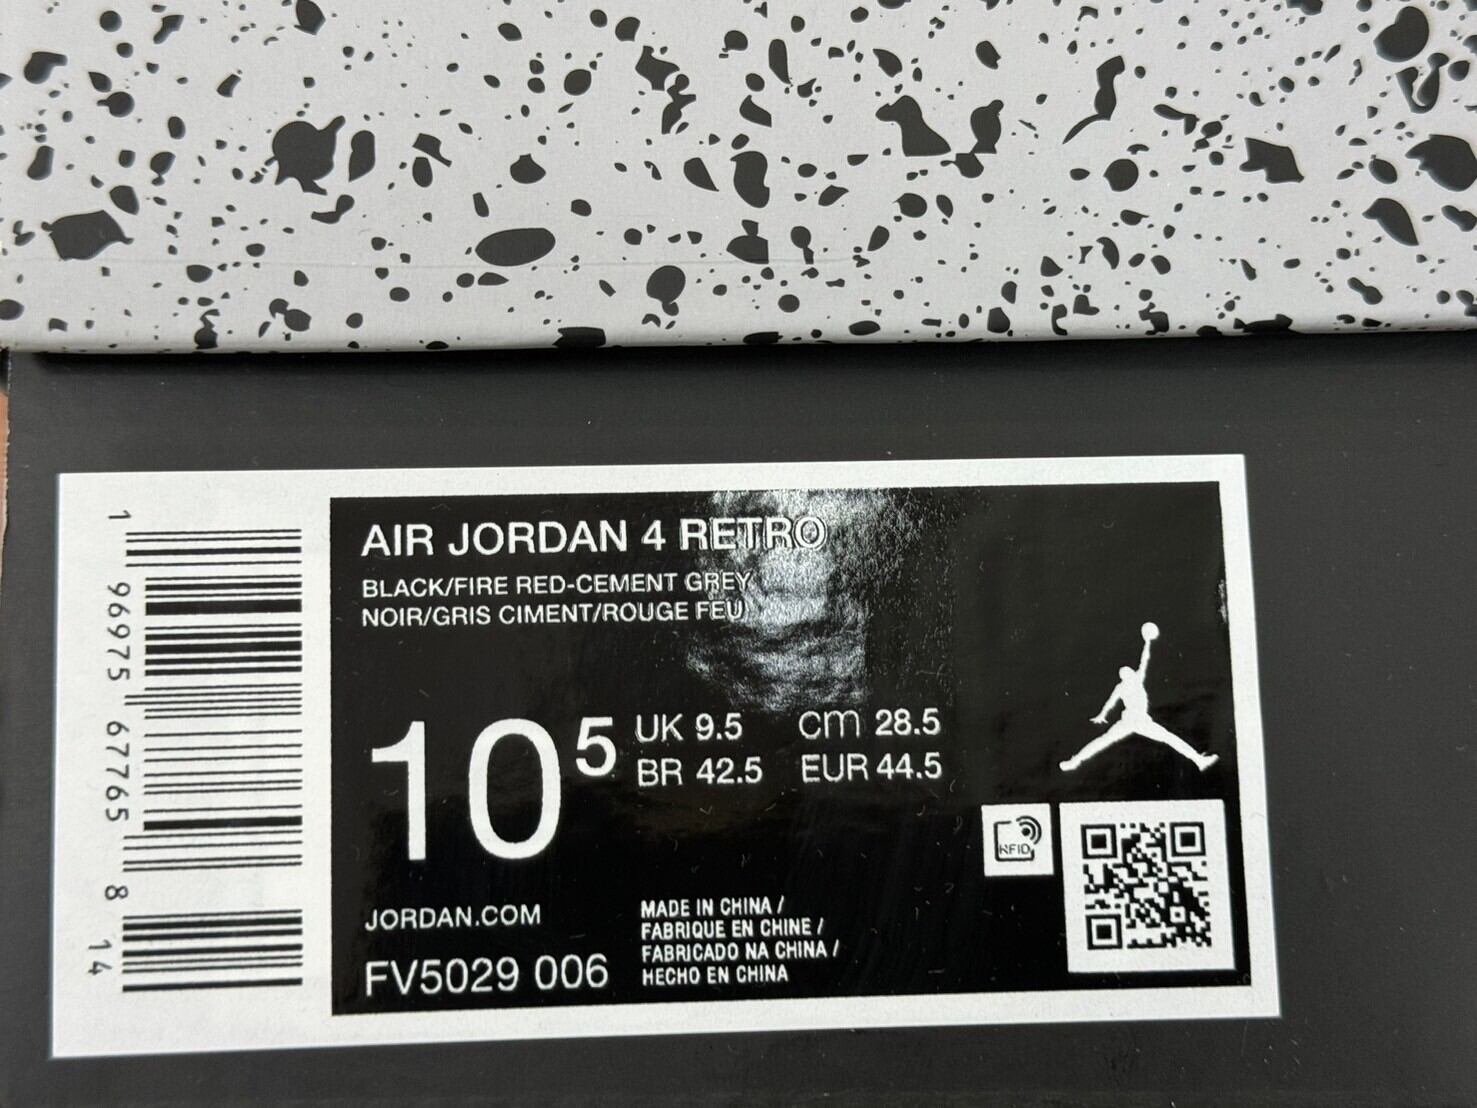 AIR JORDAN 4 RETRO
BLACK/FIRE RED-CEMENT GREY
NOIR/GRIS CIMENT/ROUGE FEU
10 5
UK 9.5 CM 28.5
BR 42.5 EUR 44.5
JORDAN.COM
FV5029 006
MADE IN CHINA /
FABRIQUE EN CHINE /
FABRICADO NA CHINA /
HECHO EN CHINA
RFID
1 96975 67765 8 14